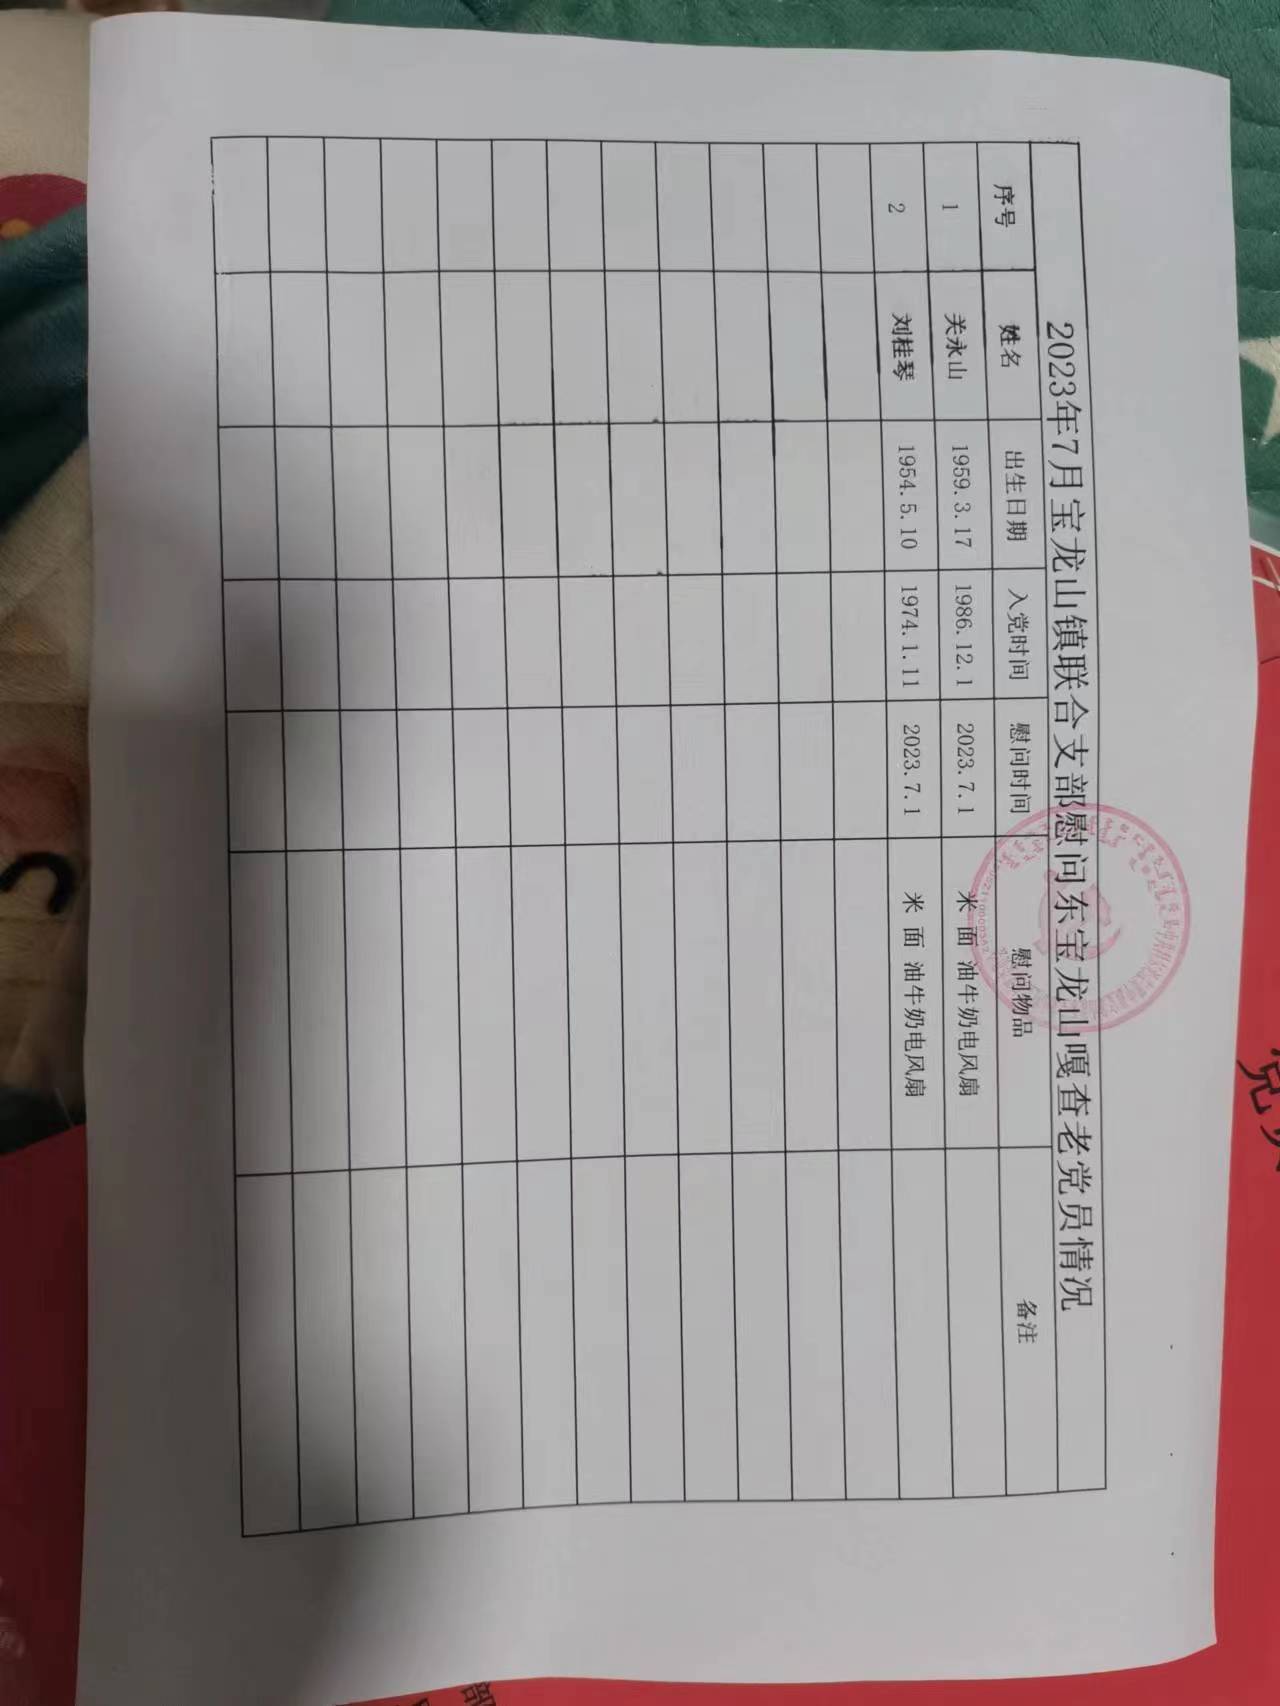 2023年7月宝龙山镇联合支部慰问东宝龙山嘎查老党员情况
序号 姓名 出生日期 入党时间 慰问时间 慰问物品 备注
1 关永山 1959.3.17 1986.12.1 2023.7.1 米 面 油牛奶电风扇
2 刘桂琴 1954.5.10 1974.1.11 2023.7.1 米 面 油牛奶电风扇
党员
部